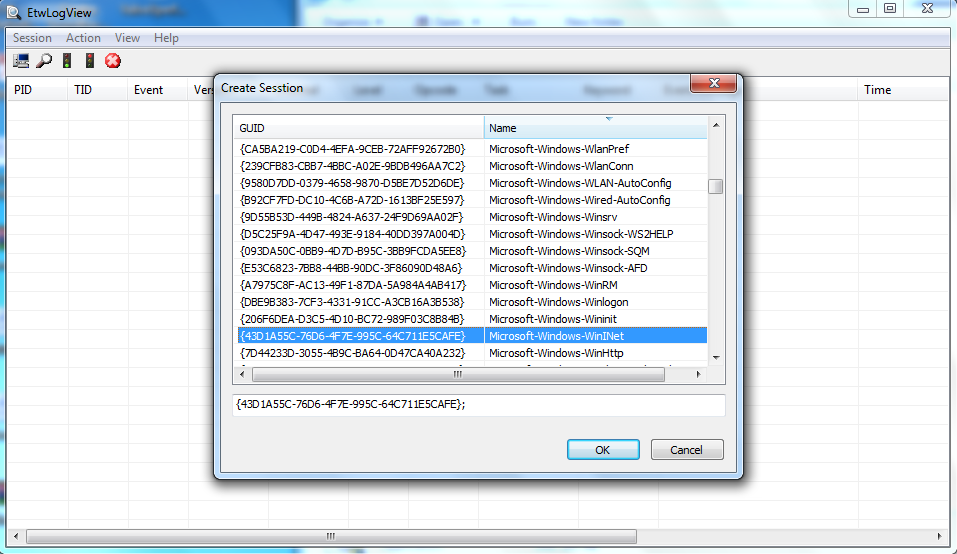 EtwLogView
Session Action View Help
PID TID Event Time
Create Sesstion
GUID Name
{CA5BA219-C0D4-4EFA-9CEB-72AFF92672B0} Microsoft-Windows-WlanPref
{239CFB83-CBB7-4BBC-A02E-9BDB496AA7C2} Microsoft-Windows-WlanConn
{9580D7DD-0379-4658-9870-D5BE7D52D6DE} Microsoft-Windows-WLAN-AutoConfig
{B92CF7FD-DC10-4C6B-A72D-1613BF25E597} Microsoft-Windows-Wired-AutoConfig
{9D55B53D-449B-4824-A637-24F9D69AA02F} Microsoft-Windows-Winsrv
{D5C25F9A-4D47-493E-9184-40DD397A004D} Microsoft-Windows-Winsock-WS2HELP
{093DA50C-0BB9-4D7D-B95C-3BB9FCDA5EE8} Microsoft-Windows-Winsock-SQM
{E53C6823-7BB8-44BB-90DC-3F86090D48A6} Microsoft-Windows-Winsock-AFD
{A7975C8F-AC13-49F1-87DA-5A984A4AB417} Microsoft-Windows-WinRM
{DBE9B383-7CF3-4331-91CC-A3CB16A3B538} Microsoft-Windows-Winlogon
{206F6DEA-D3C5-4D10-BC72-989F03C8B84B} Microsoft-Windows-Wininit
{43D1A55C-76D6-4F7E-995C-64C711E5CAFE} Microsoft-Windows-WinINet
{7D44233D-3055-4B9C-BA64-0D47CA40A232} Microsoft-Windows-WinHttp
{43D1A55C-76D6-4F7E-995C-64C711E5CAFE};
OK Cancel